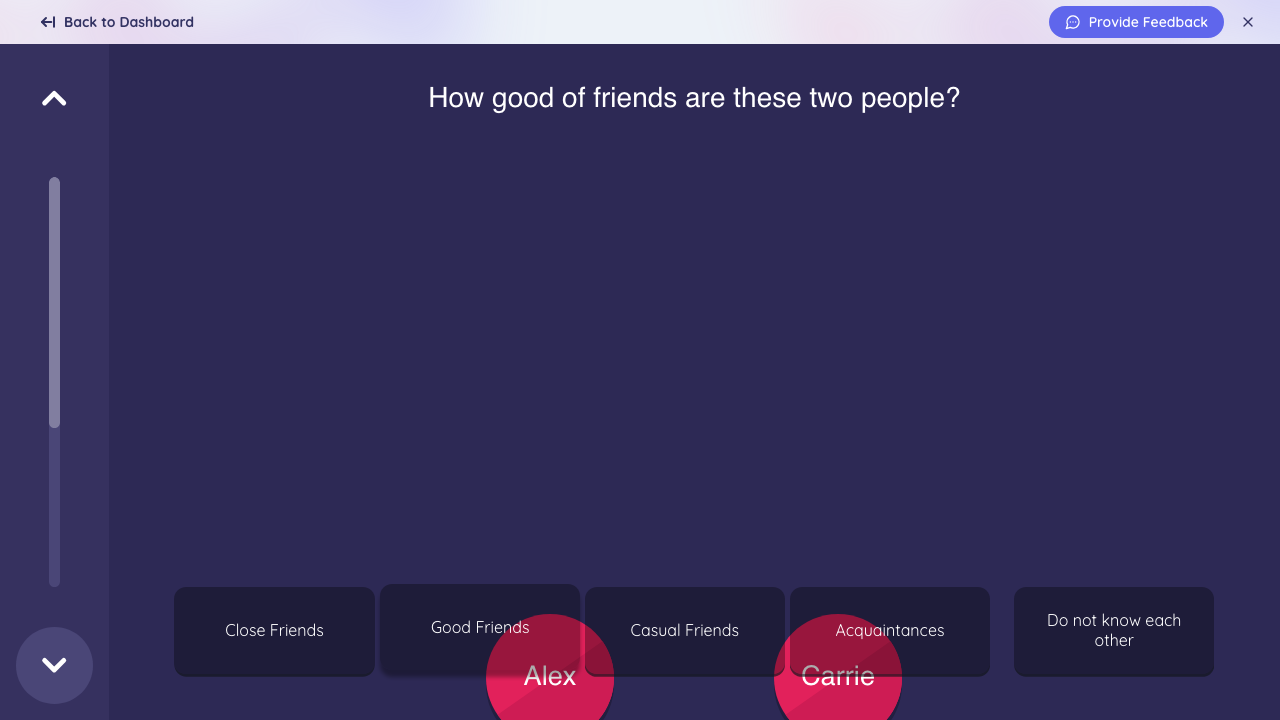 Back to Dashboard
Provide Feedback
How good of friends are these two people?
Close Friends
Good Friends
Casual Friends
Acquaintances
Do not know each
other
Alex
Carrie